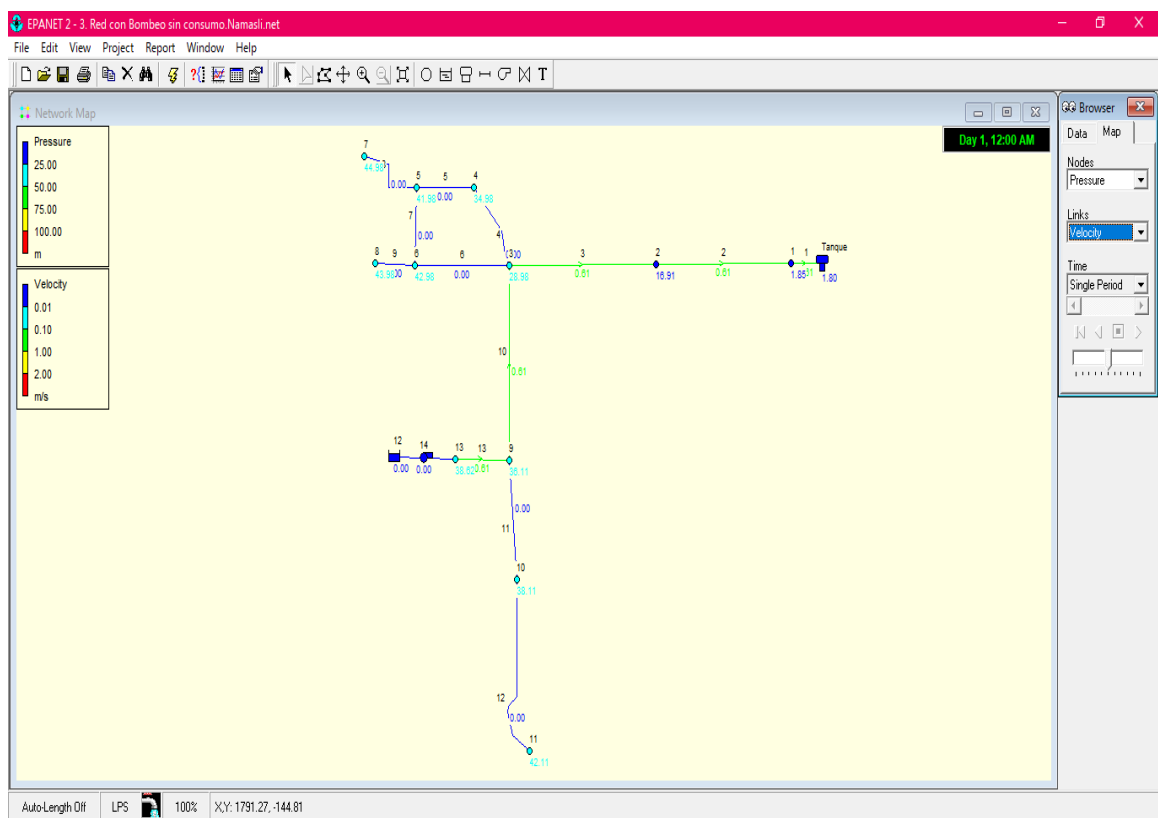 EPANET 2 - 3. Red con Bombeo sin consumo.Namasli.net
File Edit View Project Report Window Help
T
Network Map
Browser
Data Map
Nodes
Pressure
Links
Velocity
Time
Single Period
Day 1, 12:00 AM
Pressure
25.00
50.00
75.00
100.00
m
Velocity
0.01
0.10
1.00
2.00
m/s
7
44.98
0.00
5 5 4
41.98 0.00 34.98
7
0.00
4
8 9 6 6 3 3 2 2 1 1 Tanque
42.98 0.00 28.98 0.61 16.91 0.61 1.85 1.80
10
0.61
12 14 13 13 9
0.00 0.00 38.62 0.61 38.11
0.00
11
10
38.11
12
0.00
11
42.11
Auto-Length Off LPS 100% X,Y: 1791.27, -144.81